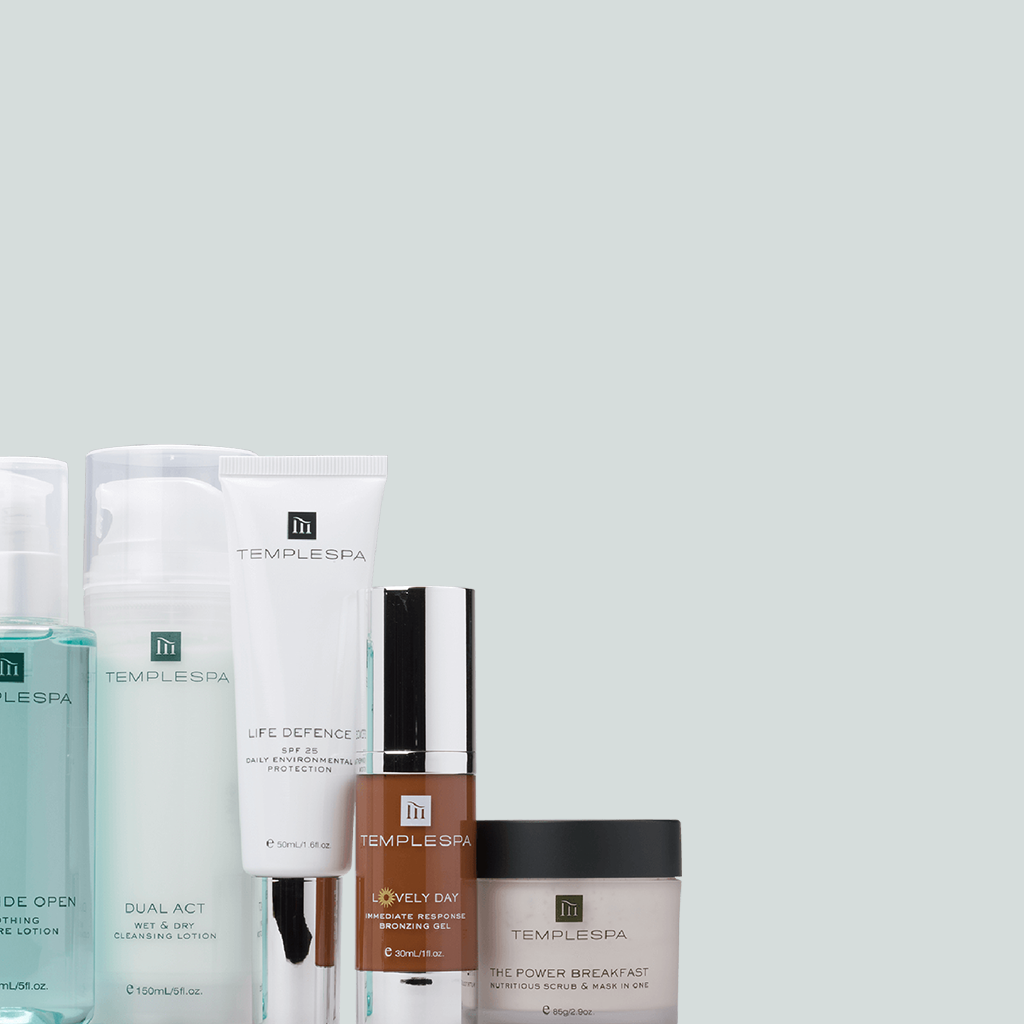 PLESPA
IDE OPEN
OTHING
RE LOTION
mL/5fl.oz.
TEMPLESPA
DUAL ACT
WET & DRY
CLEANSING LOTION
e 150mL/5fl.oz.
TEMPLESPA
LIFE DEFENCE
SPF 25
DAILY ENVIRONMENTAL
PROTECTION
e 50mL/1.6fl oz.
TEMPLESPA
LOVELY DAY
IMMEDIATE RESPONSE
BRONZING GEL
e 30mL/1fl.oz.
TEMPLESPA
THE POWER BREAKFAST
NUTRITIOUS SCRUB & MASK IN ONE
e 85g/2.9oz.